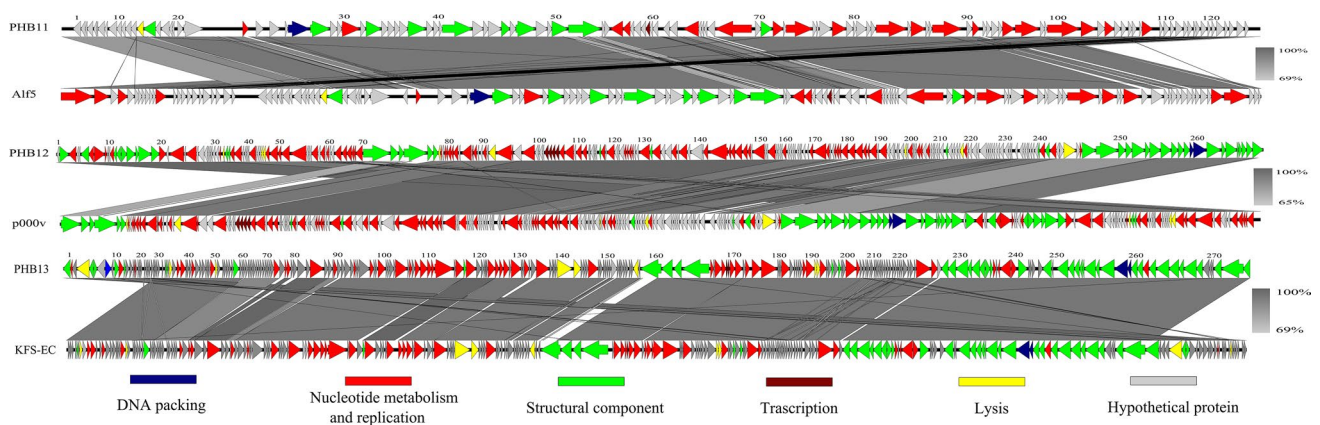 1 10 20 30 40 50 60 70 80 90 100 110 120
PHB11
100%
69%
Alf5
1 10 20 30 40 50 60 70 80 90 100 110 120 130 140 150 160 170 180 190 200 210 220 230 240 250 260
PHB12
100%
65%
p000v
1 10 20 30 40 50 60 70 80 90 100 110 120 130 140 150 160 170 180 190 200 210 220 230 240 250 260 270
PHB13
100%
69%
KFS-EC
DNA packing
Nucleotide metabolism
and replication
Structural component
Trascription
Lysis
Hypothetical protein